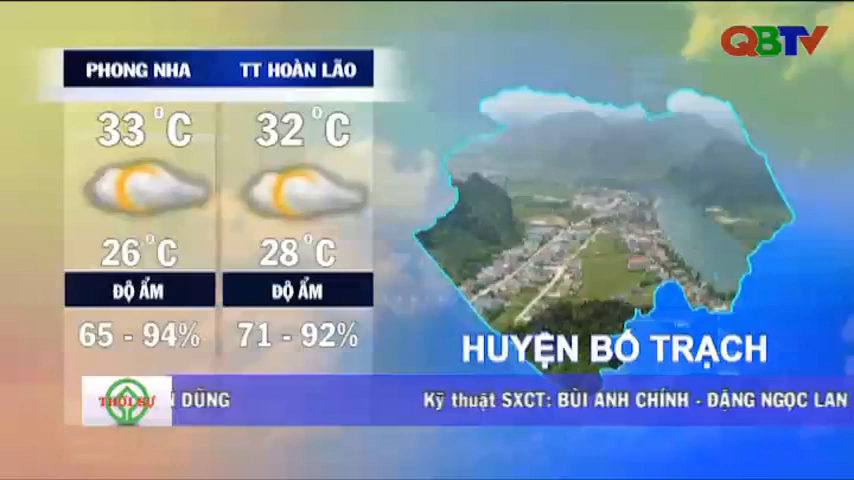 QBTV
PHONG NHA
TT HOÀN LÃO
33°C
32°C
26°C
28°C
ĐỘ ẨM
ĐỘ ẨM
65 - 94%
71 - 92%
HUYỆN BỐ TRẠCH
THỜI SỰ
DŨNG
Kỹ thuật SXCT: BÙI ANH CHÍNH - ĐẶNG NGỌC LAN